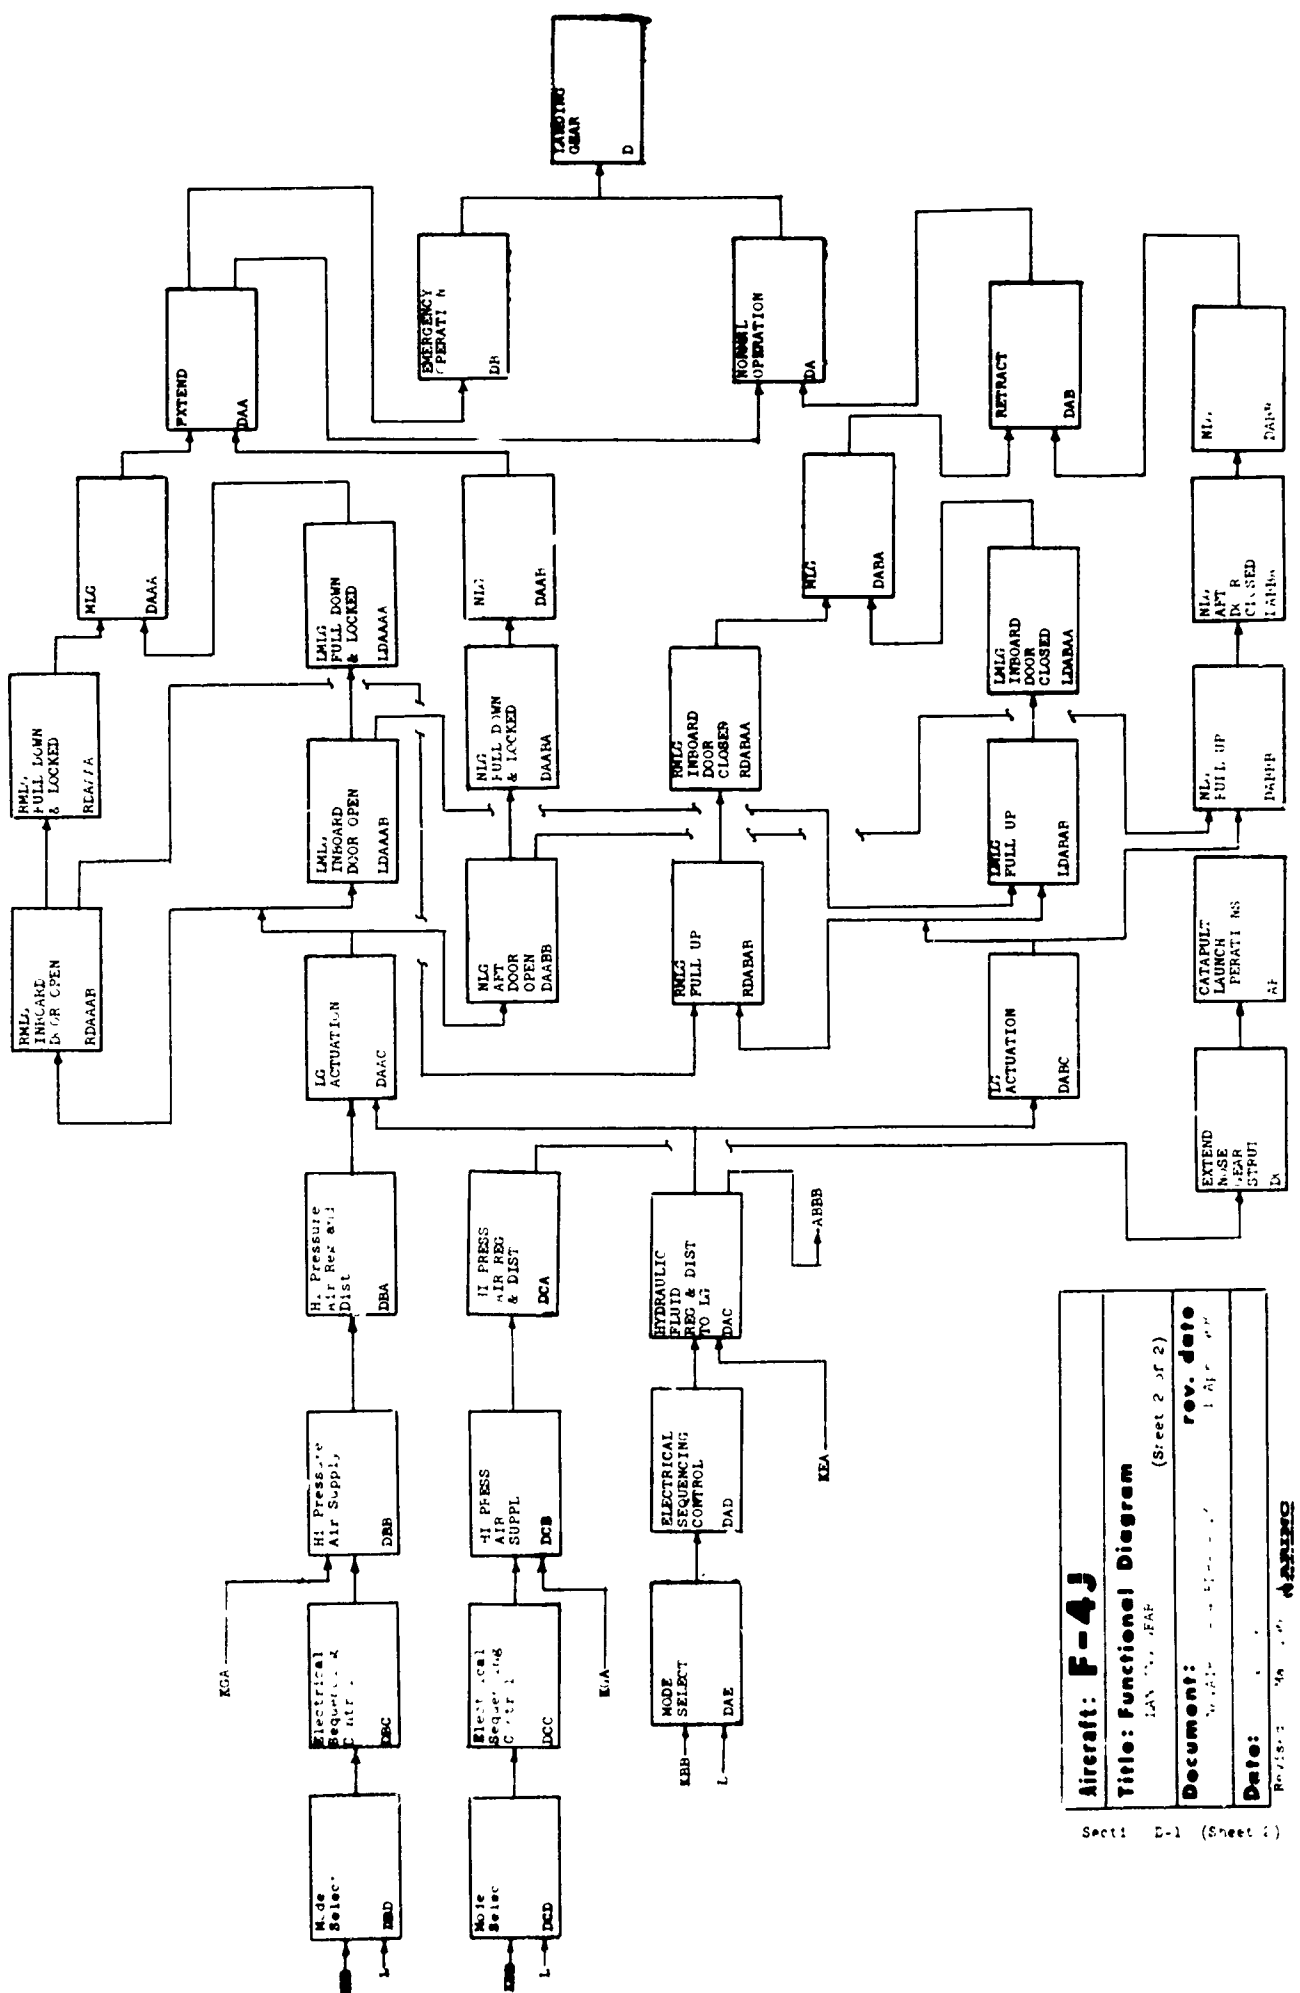 LANDING
GEAR
D
EMERGENCY
DB
NORMAL
OPERATION
DA
EXTEND
DAA
RETRACT
DAB
MLG
DAAA
NLG
DAAB
MLG
DABA
RMLG
FULL DOWN
& LOCKED
LMLG
FULL DOWN
& LOCKED
LDAAAA
NLG
FULL DOWN
& LOCKED
DAABA
RMLG
INBOARD
DOOR
CLOSED
RDABAA
LMLG
INBOARD
DOOR
CLOSED
LDABAA
NLG
AFT
CLOSED
RMLG
INBOARD
DOOR OPEN
RDAAAB
LMLG
INBOARD
DOOR OPEN
LDAAAB
NLG
AFT
DOOR
OPEN
DAABB
RMLG
FULL UP
RDABAB
LMLG
FULL UP
LDABAB
NLG
FULL UP
LG
ACTUATION
DAAC
LG
ACTUATION
DABC
CATAPULT
LAUNCH
EXTEND
NOSE
GEAR
STRUT
Hi Pressure
Air Reg and
Dist
DBA
HI PRESS
AIR REG
& DIST
DCA
HYDRAULIC
FLUID
REG & DIST
TO LG
DAC
ABBB
Hi Pressure
Air Supply
DBB
KGA
HI PRESS
AIR
DCB
KGA
ELECTRICAL
SEQUENCING
CONTROL
DAD
KEA
Electrical
DBC
DCC
MODE
SELECT
DAE
KBB
L
Mode
Select
DBD
L
Mode
Select
DCD
KBB
L
Aircraft: F-4J
Title: Functional Diagram
(Sheet 2 of 2)
Document:
rev. date
Date:
ARINC
D-1 (Sheet 2)